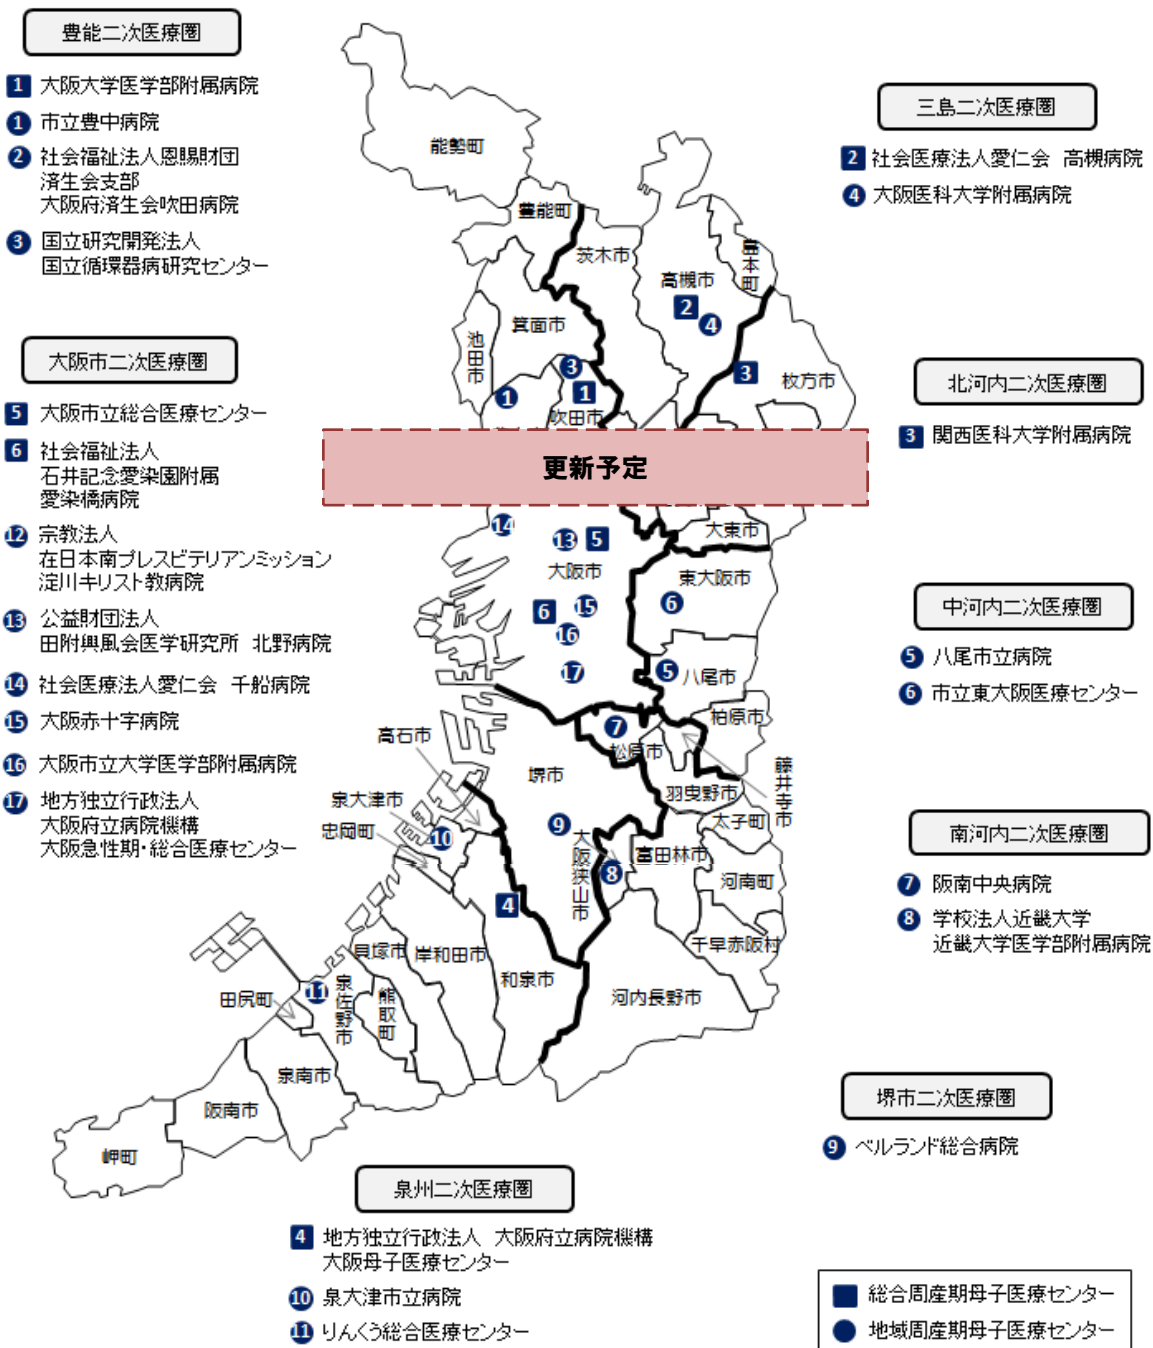 豊能二次医療圏
1 大阪大学医学部附属病院
1 市立豊中病院
2 社会福祉法人恩賜財団
済生会支部
大阪府済生会吹田病院
3 国立研究開発法人
国立循環器病研究センター
大阪市二次医療圏
5 大阪市立総合医療センター
6 社会福祉法人
石井記念愛染園附属
愛染橋病院
12 宗教法人
在日本南プレスビテリアンミッション
淀川キリスト教病院
13 公益財団法人
田附興風会医学研究所 北野病院
14 社会医療法人愛仁会 千船病院
15 大阪赤十字病院
16 大阪市立大学医学部附属病院
17 地方独立行政法人
大阪府立病院機構
大阪急性期・総合医療センター
三島二次医療圏
2 社会医療法人愛仁会 高槻病院
4 大阪医科大学附属病院
北河内二次医療圏
3 関西医科大学附属病院
中河内二次医療圏
5 八尾市立病院
6 市立東大阪医療センター
南河内二次医療圏
7 阪南中央病院
8 学校法人近畿大学
近畿大学医学部附属病院
堺市二次医療圏
9 ベルランド総合病院
泉州二次医療圏
4 地方独立行政法人 大阪府立病院機構
大阪母子医療センター
10 泉大津市立病院
11 りんくう総合医療センター
総合周産期母子医療センター
地域周産期母子医療センター
能勢町
豊能町
茨木市
島本町
高槻市
2
4
箕面市
池田市
3
3
枚方市
1
1
吹田市
更新予定
14
13
5
大東市
大阪市
東大阪市
6
6
15
16
17
5
八尾市
柏原市
7
松原市
高石市
堺市
藤井寺市
羽曳野市
泉大津市
太子町
忠岡町
10
9
大阪狭山市
富田林市
8
河南町
4
千早赤阪村
貝塚市
岸和田市
和泉市
河内長野市
田尻町
11
泉佐野市
熊取町
泉南市
阪南市
岬町